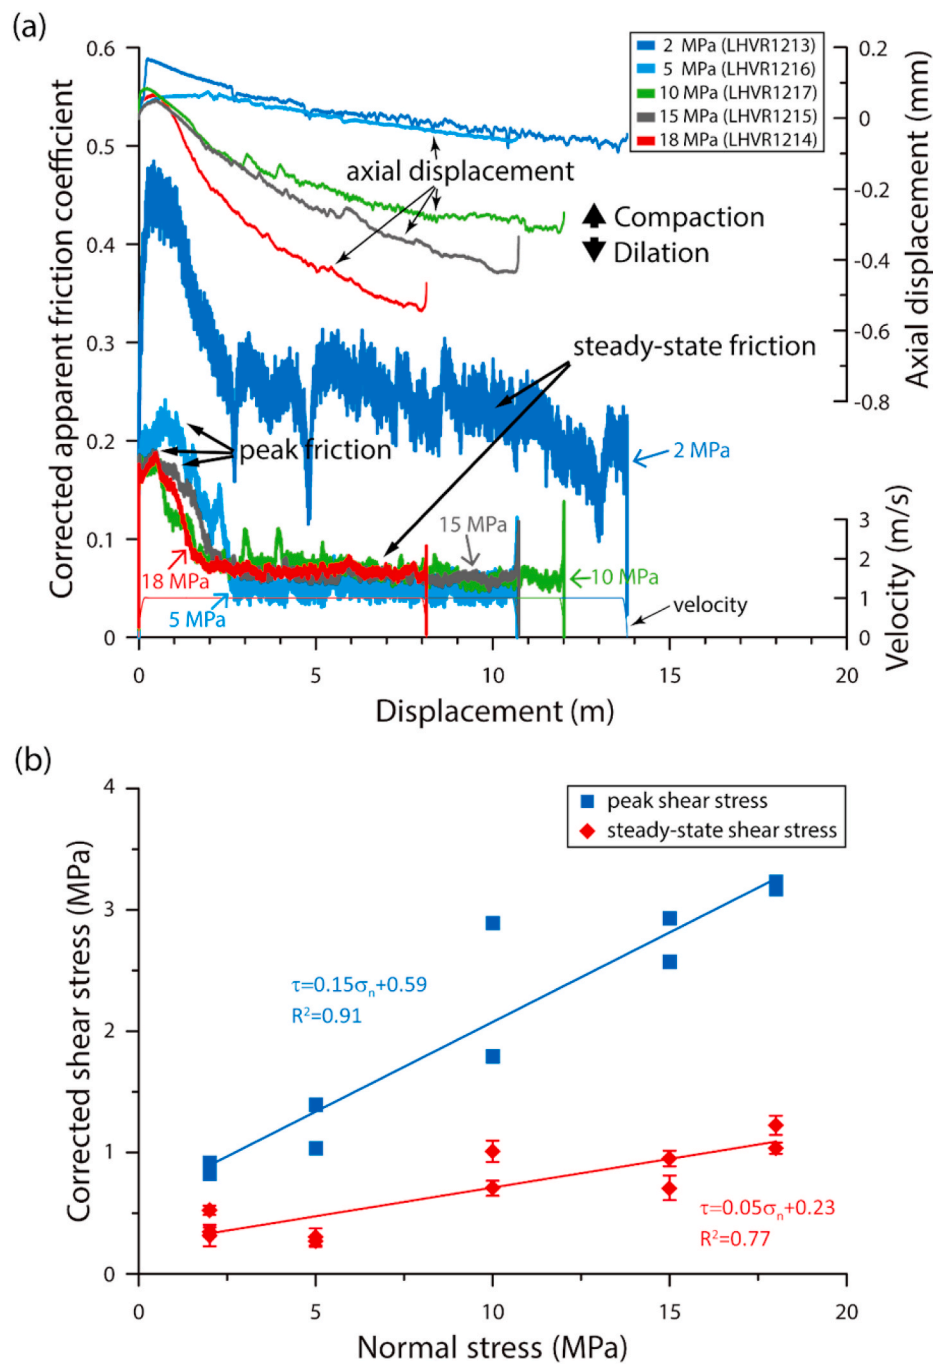 (a)
Corrected apparent friction coefficient
0.6
0.5
0.4
0.3
0.2
0.1
0
2 MPa (LHVR1213)
5 MPa (LHVR1216)
10 MPa (LHVR1217)
15 MPa (LHVR1215)
18 MPa (LHVR1214)
0.2
0
-0.2
-0.4
-0.6
-0.8
Axial displacement (mm)
axial displacement
Compaction
Dilation
steady-state friction
peak friction
2 MPa
15 MPa
18 MPa
10 MPa
5 MPa
velocity
3
2
1
0
Velocity (m/s)
0
5
10
15
20
Displacement (m)
(b)
Corrected shear stress (MPa)
4
3
2
1
0
peak shear stress
steady-state shear stress
τ=0.15σₙ+0.59
R²=0.91
τ=0.05σₙ+0.23
R²=0.77
0
5
10
15
20
Normal stress (MPa)